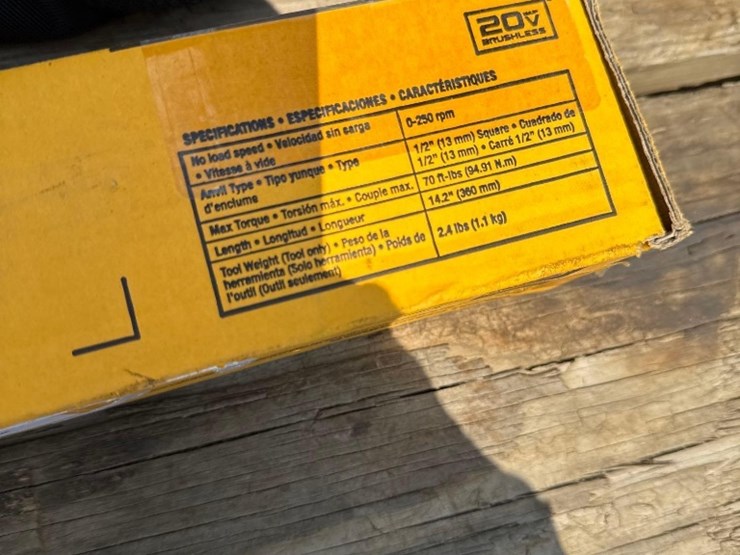 20V MAX
BRUSHLESS
SPECIFICATIONS • ESPECIFICACIONES • CARACTÉRISTIQUES
No load speed • Velocidad sin carga
• Vitesse à vide
0-250 rpm
Anvil Type • Tipo yunque • Type
d'enclume
1/2" (13 mm) Square • Cuadrado de
1/2" (13 mm) • Carré 1/2" (13 mm)
Max Torque • Torsión máx. • Couple max.
70 ft-lbs (94.91 N.m)
Length • Longitud • Longueur
14.2" (360 mm)
Tool Weight (Tool only) • Peso de la
herramienta (Solo herramienta) • Poids de
l'outil (Outil seulement)
2.4 lbs (1.1 kg)